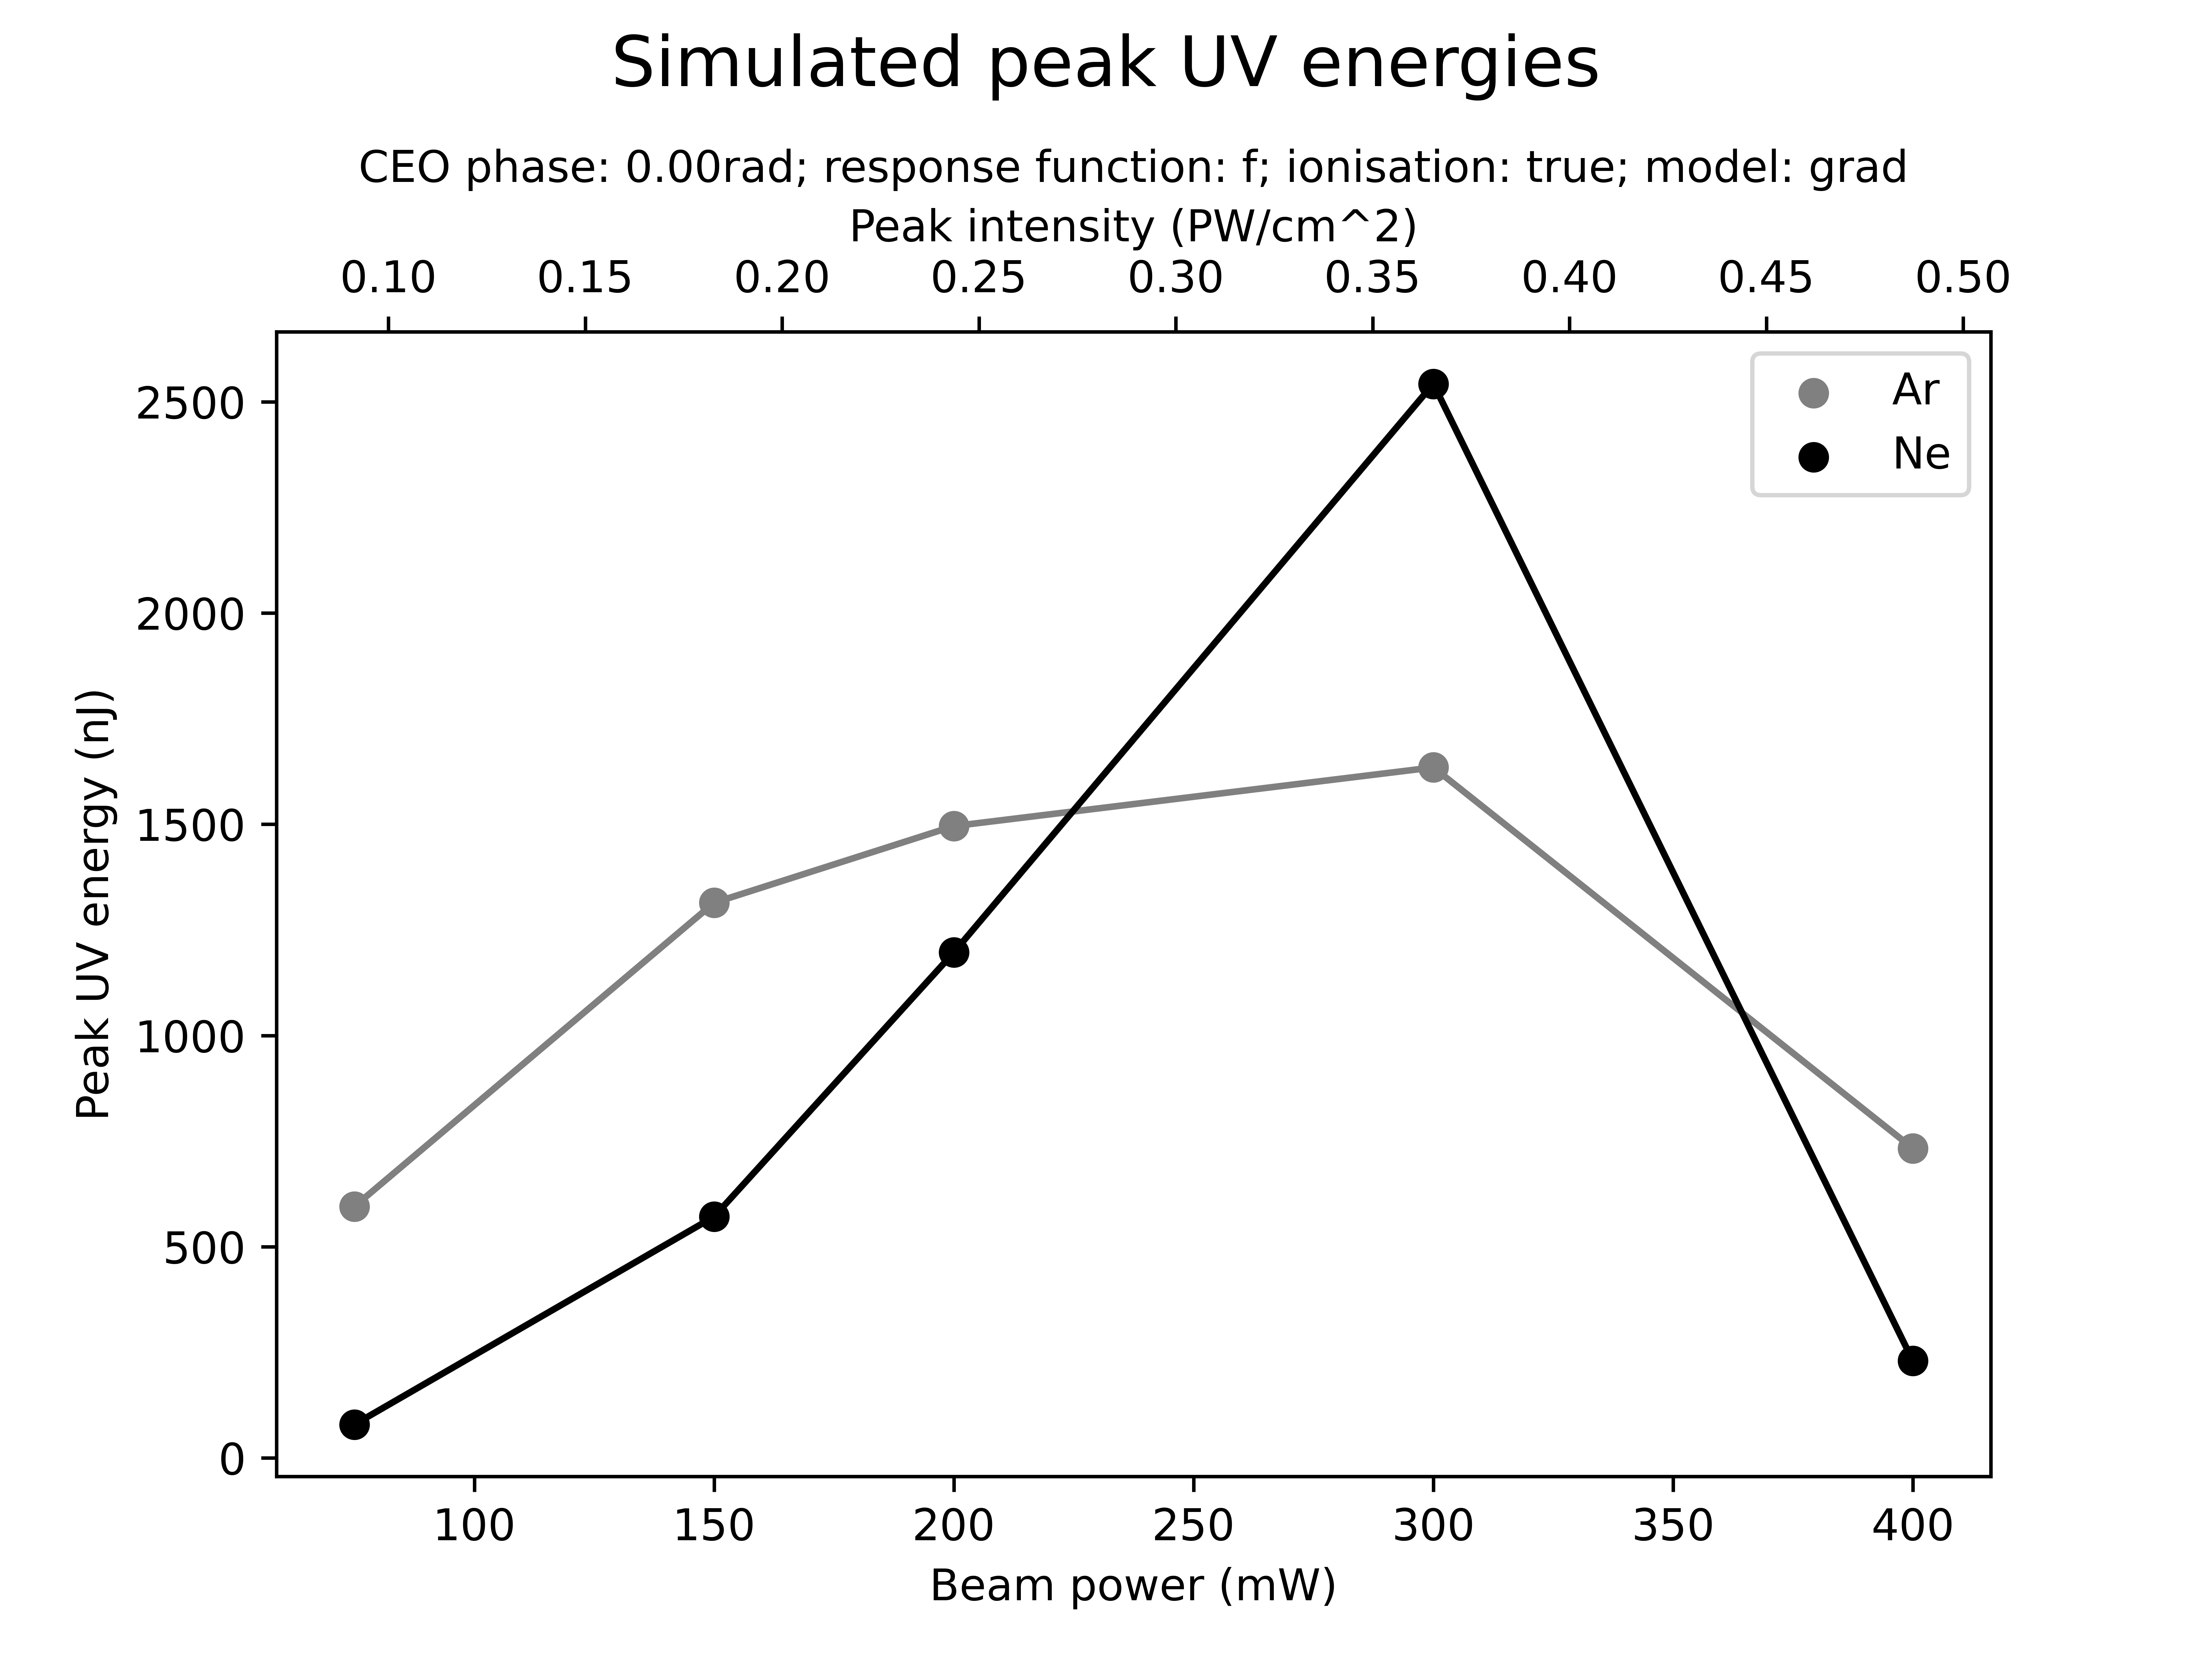 Simulated peak UV energies
CEO phase: 0.00rad; response function: f; ionisation: true; model: grad
Peak intensity (PW/cm^2)
0.10 0.15 0.20 0.25 0.30 0.35 0.40 0.45 0.50
Ar
Ne
2500
2000
1500
1000
500
0
Peak UV energy (nJ)
100 150 200 250 300 350 400
Beam power (mW)